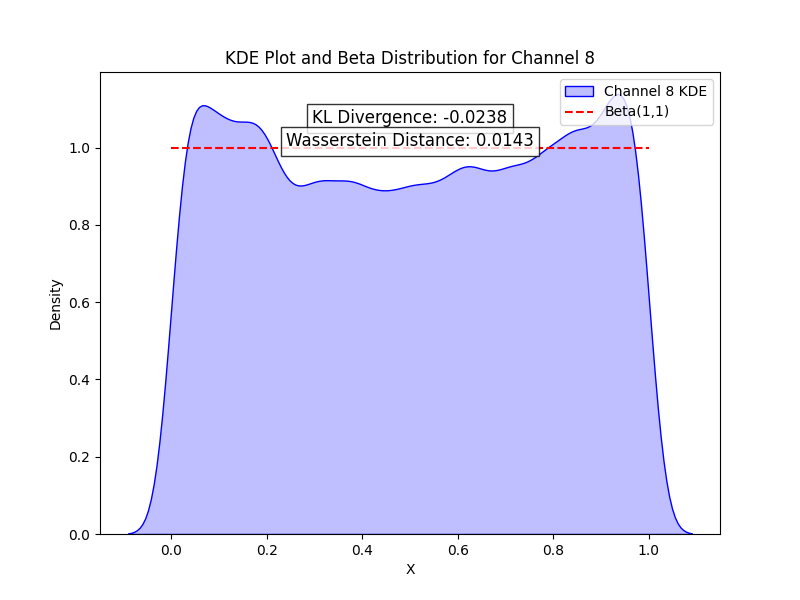 KDE Plot and Beta Distribution for Channel 8
Channel 8 KDE
Beta(1,1)
KL Divergence: -0.0238
Wasserstein Distance: 0.0143
1.0
0.8
0.6
0.4
0.2
0.0
Density
0.0 0.2 0.4 0.6 0.8 1.0
X